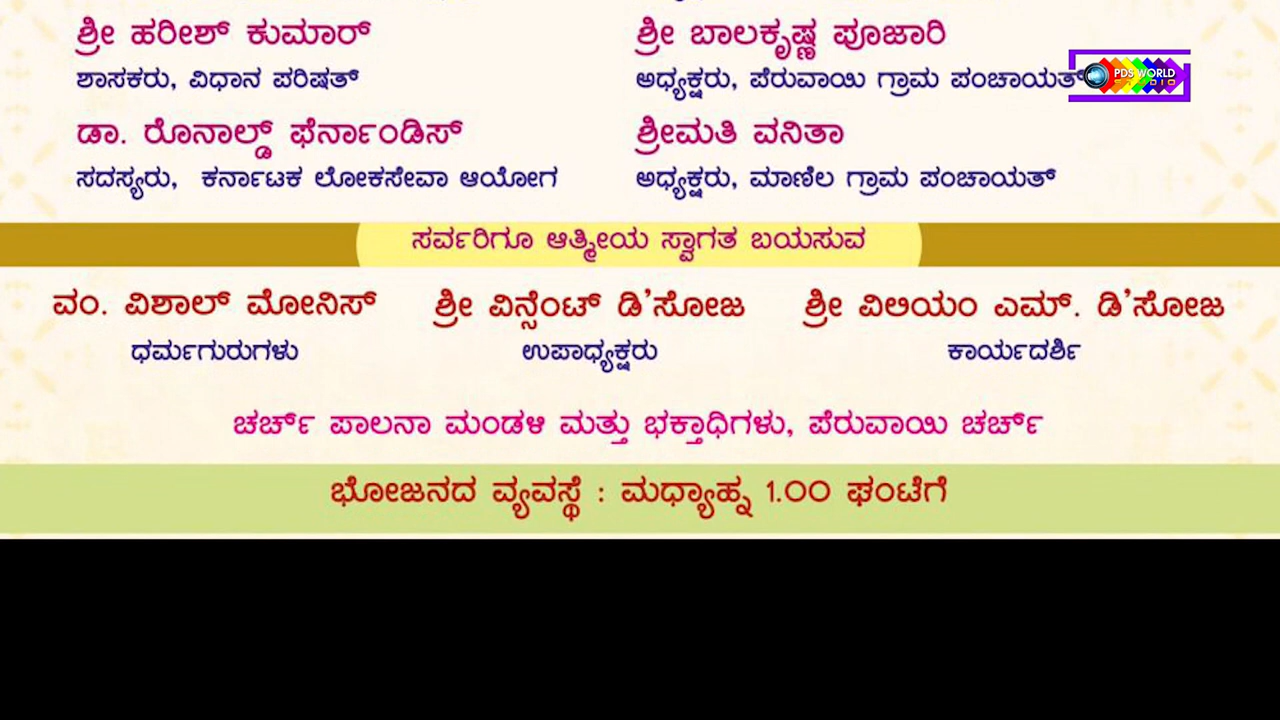 ಶ್ರೀ ಹರೀಶ್ ಕುಮಾರ್
ಶಾಸಕರು, ವಿಧಾನ ಪರಿಷತ್
ಶ್ರೀ ಬಾಲಕೃಷ್ಣ ಪೂಜಾರಿ
ಅಧ್ಯಕ್ಷರು, ಪೆರುವಾಯಿ ಗ್ರಾಮ ಪಂಚಾಯತ್
PDS WORLD
ಡಾ. ರೊನಾಲ್ಡ್ ಫೆರ್ನಾಂಡಿಸ್
ಸದಸ್ಯರು, ಕರ್ನಾಟಕ ಲೋಕಸೇವಾ ಆಯೋಗ
ಶ್ರೀಮತಿ ವನಿತಾ
ಅಧ್ಯಕ್ಷರು, ಮಾಣಿಲ ಗ್ರಾಮ ಪಂಚಾಯತ್
ಸರ್ವರಿಗೂ ಆತ್ಮೀಯ ಸ್ವಾಗತ ಬಯಸುವ
ವಂ. ವಿಶಾಲ್ ಮೋನಿಸ್ ಶ್ರೀ ವಿನ್ಸೆಂಟ್ ಡಿ'ಸೋಜ ಶ್ರೀ ವಿಲಿಯಂ ಎಮ್. ಡಿ'ಸೋಜ
ಧರ್ಮಗುರುಗಳು ಉಪಾಧ್ಯಕ್ಷರು ಕಾರ್ಯದರ್ಶಿ
ಚರ್ಚ್ ಪಾಲನಾ ಮಂಡಳಿ ಮತ್ತು ಭಕ್ತಾಧಿಗಳು, ಪೆರುವಾಯಿ ಚರ್ಚ್
ಭೋಜನದ ವ್ಯವಸ್ಥೆ : ಮಧ್ಯಾಹ್ನ 1.00 ಘಂಟೆಗೆ